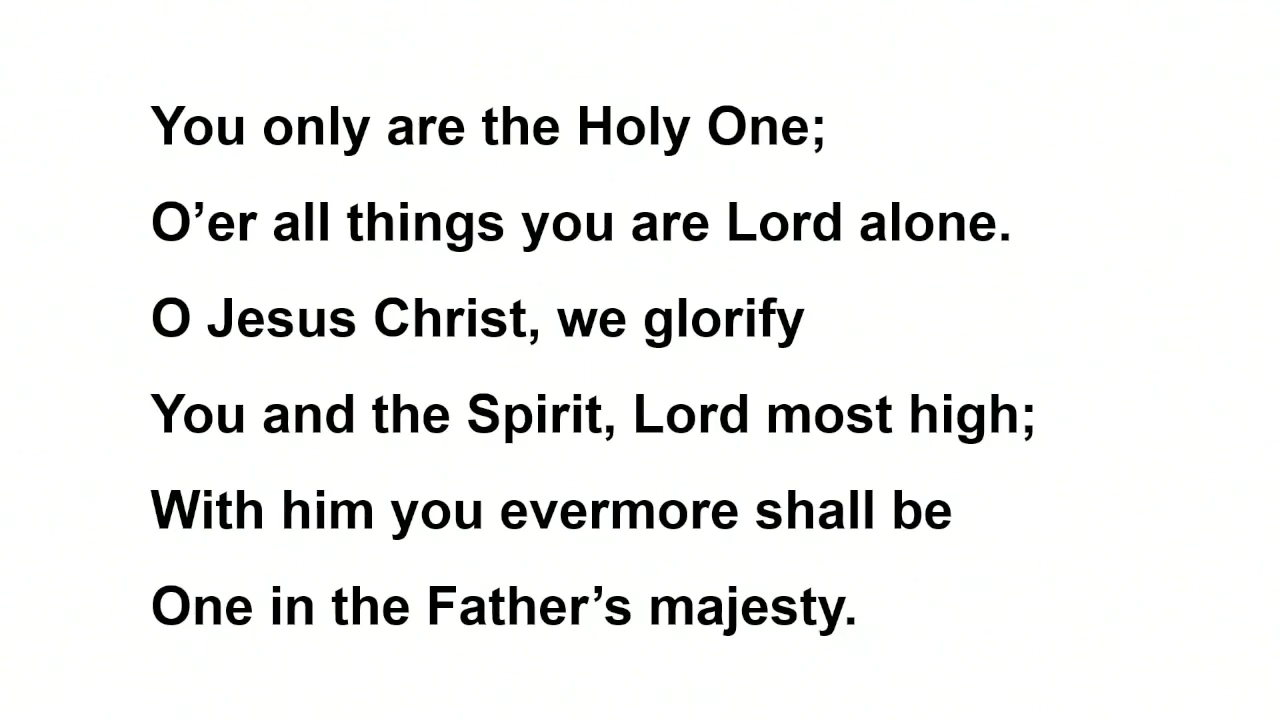 You only are the Holy One;
O’er all things you are Lord alone.
O Jesus Christ, we glorify
You and the Spirit, Lord most high;
With him you evermore shall be
One in the Father’s majesty.